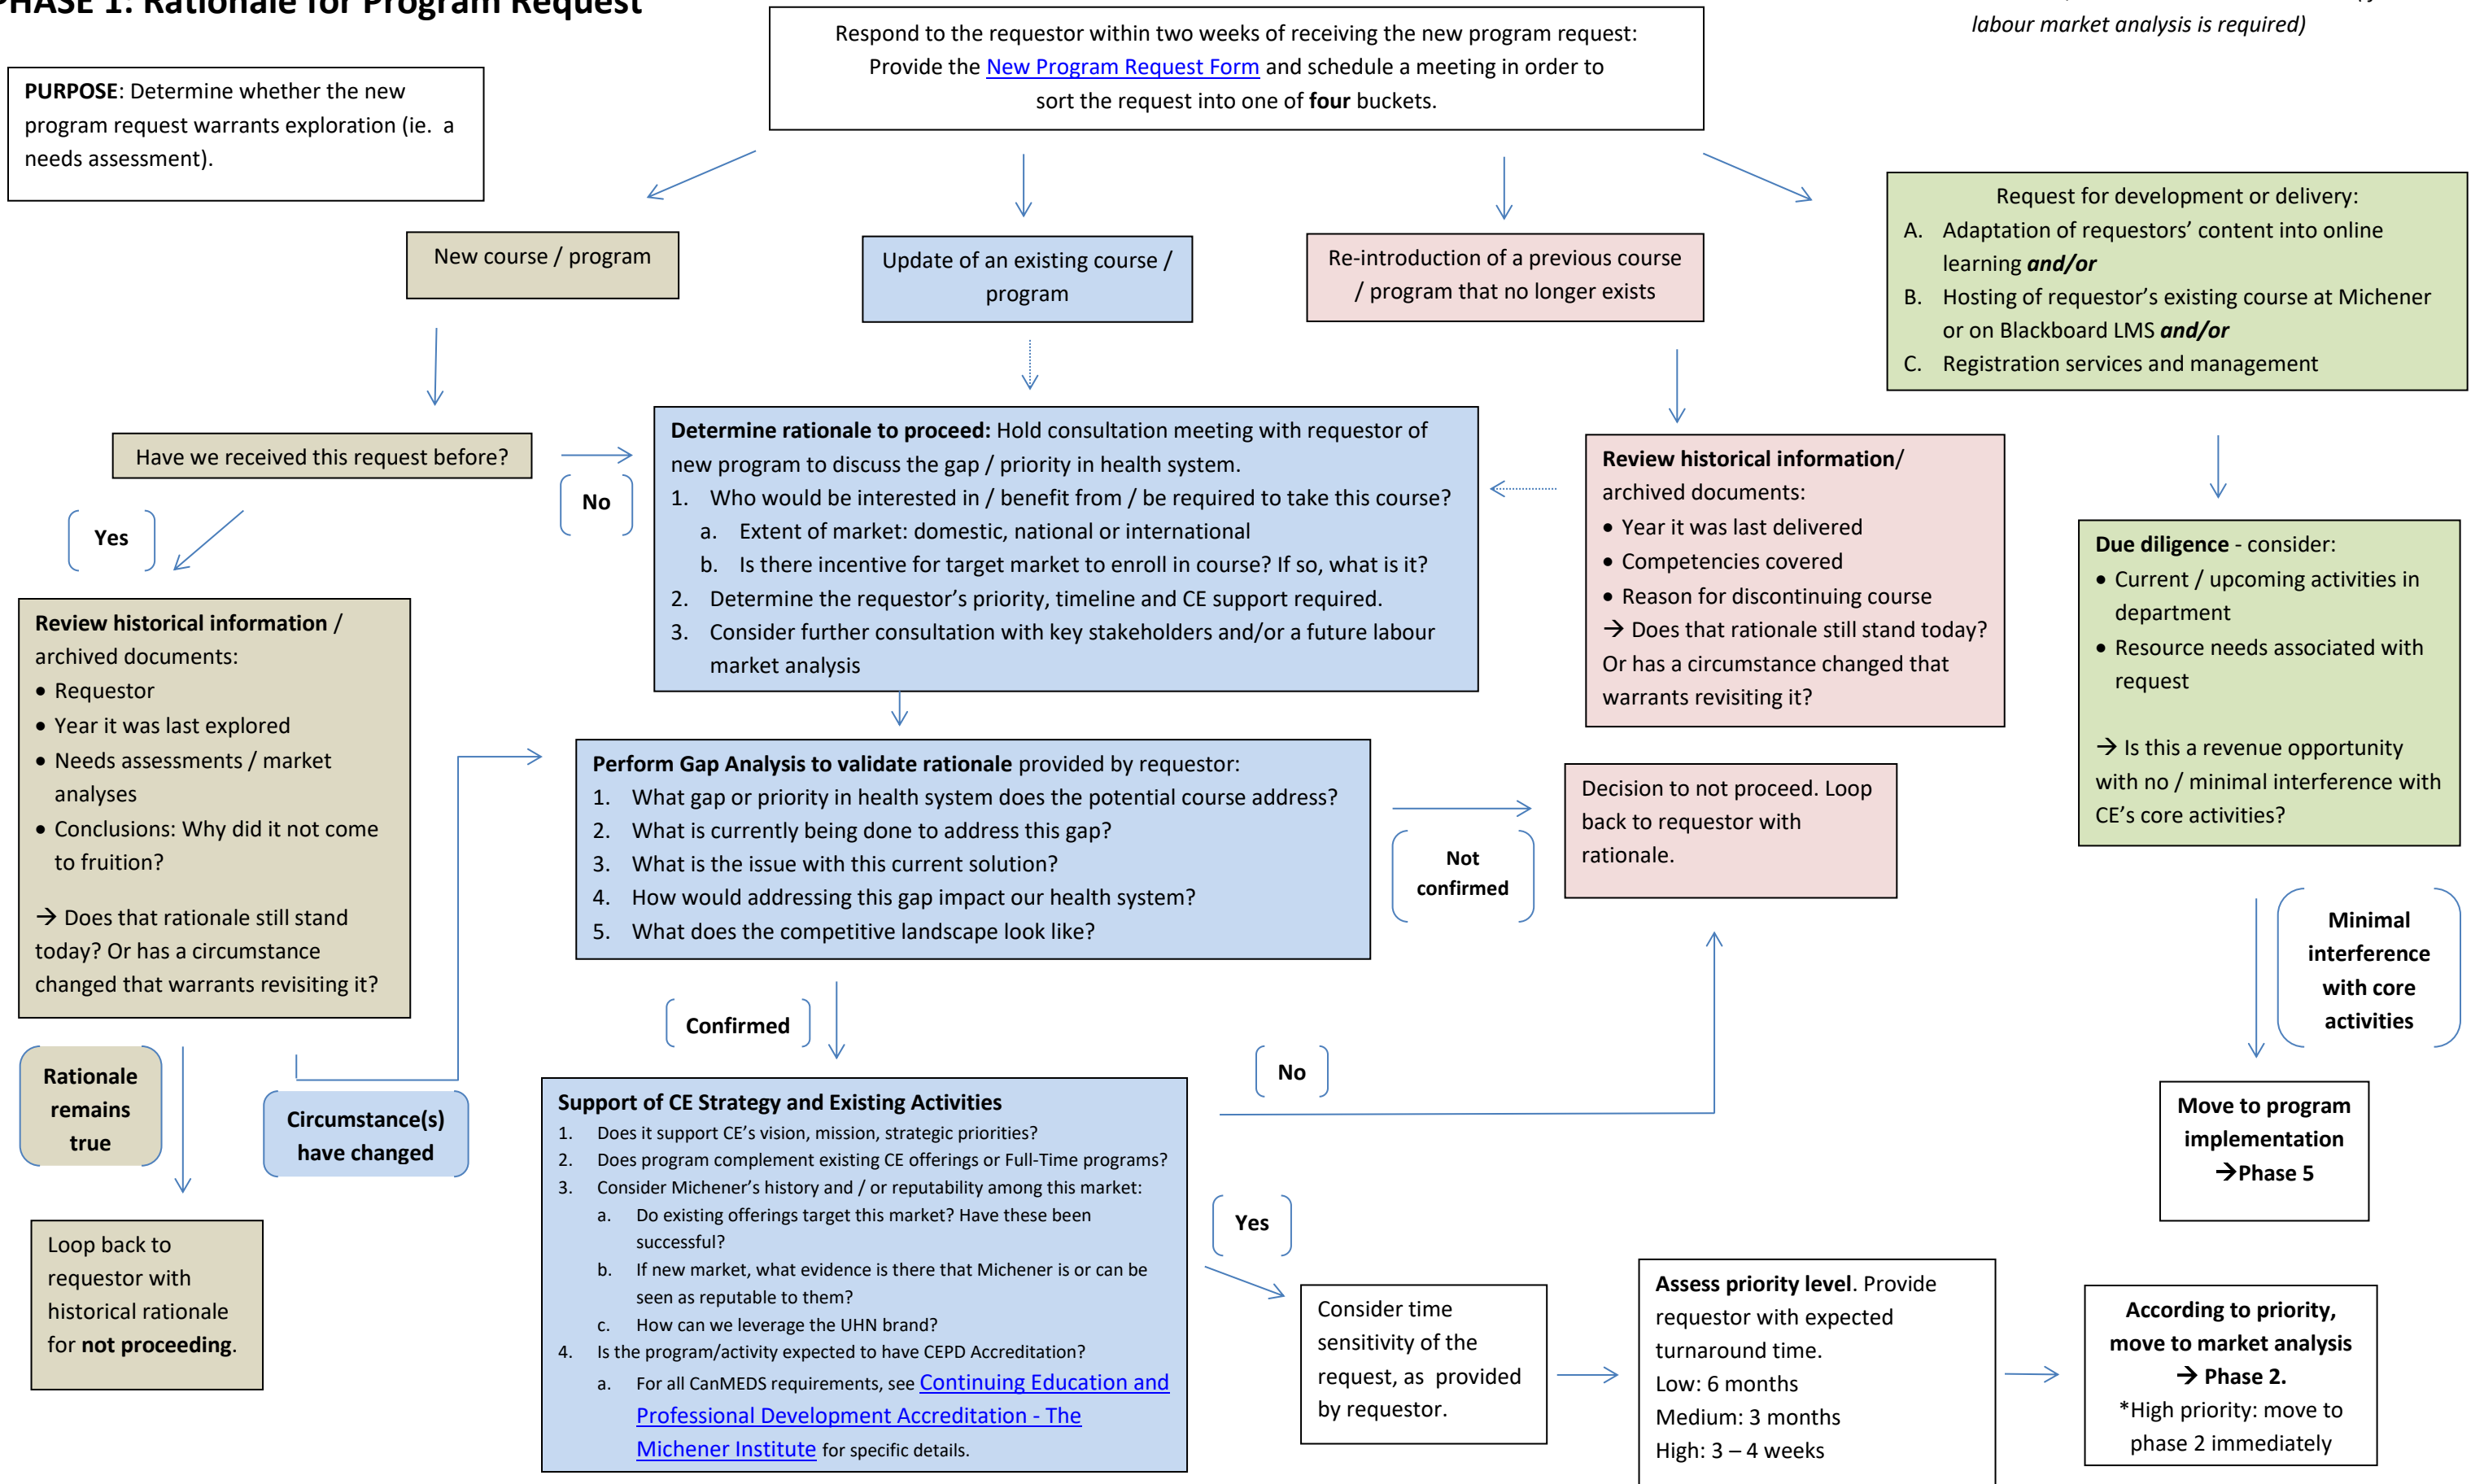 PHASE 1: Rationale for Program Request
labour market analysis is required)
Respond to the requestor within two weeks of receiving the new program request:
Provide the New Program Request Form and schedule a meeting in order to
sort the request into one of four buckets.
PURPOSE: Determine whether the new
program request warrants exploration (ie.  a
needs assessment).
New course / program
Update of an existing course /
program
Re-introduction of a previous course
/ program that no longer exists
Request for development or delivery:
A. Adaptation of requestors’ content into online
learning and/or
B. Hosting of requestor’s existing course at Michener
or on Blackboard LMS and/or
C. Registration services and management
Have we received this request before?
No
Yes
Determine rationale to proceed: Hold consultation meeting with requestor of
new program to discuss the gap / priority in health system.
1. Who would be interested in / benefit from / be required to take this course?
a. Extent of market: domestic, national or international
b. Is there incentive for target market to enroll in course? If so, what is it?
2. Determine the requestor’s priority, timeline and CE support required.
3. Consider further consultation with key stakeholders and/or a future labour
market analysis
Review historical information/
archived documents:
• Year it was last delivered
• Competencies covered
• Reason for discontinuing course
→ Does that rationale still stand today?
Or has a circumstance changed that
warrants revisiting it?
Due diligence - consider:
• Current / upcoming activities in
department
• Resource needs associated with
request
→ Is this a revenue opportunity
with no / minimal interference with
CE’s core activities?
Review historical information /
archived documents:
• Requestor
• Year it was last explored
• Needs assessments / market
analyses
• Conclusions: Why did it not come
to fruition?
→ Does that rationale still stand
today? Or has a circumstance
changed that warrants revisiting it?
Perform Gap Analysis to validate rationale provided by requestor:
1. What gap or priority in health system does the potential course address?
2. What is currently being done to address this gap?
3. What is the issue with this current solution?
4. How would addressing this gap impact our health system?
5. What does the competitive landscape look like?
Not
confirmed
Decision to not proceed. Loop
back to requestor with
rationale.
Minimal
interference
with core
activities
Confirmed
Rationale
remains
true
Circumstance(s)
have changed
No
Support of CE Strategy and Existing Activities
1. Does it support CE’s vision, mission, strategic priorities?
2. Does program complement existing CE offerings or Full-Time programs?
3. Consider Michener’s history and / or reputability among this market:
a. Do existing offerings target this market? Have these been
successful?
b. If new market, what evidence is there that Michener is or can be
seen as reputable to them?
c. How can we leverage the UHN brand?
4. Is the program/activity expected to have CEPD Accreditation?
a. For all CanMEDS requirements, see Continuing Education and
Professional Development Accreditation - The
Michener Institute for specific details.
Move to program
implementation
→Phase 5
Yes
Loop back to
requestor with
historical rationale
for not proceeding.
Consider time
sensitivity of the
request, as  provided
by requestor.
Assess priority level. Provide
requestor with expected
turnaround time.
Low: 6 months
Medium: 3 months
High: 3 – 4 weeks
According to priority,
move to market analysis
→ Phase 2.
*High priority: move to
phase 2 immediately